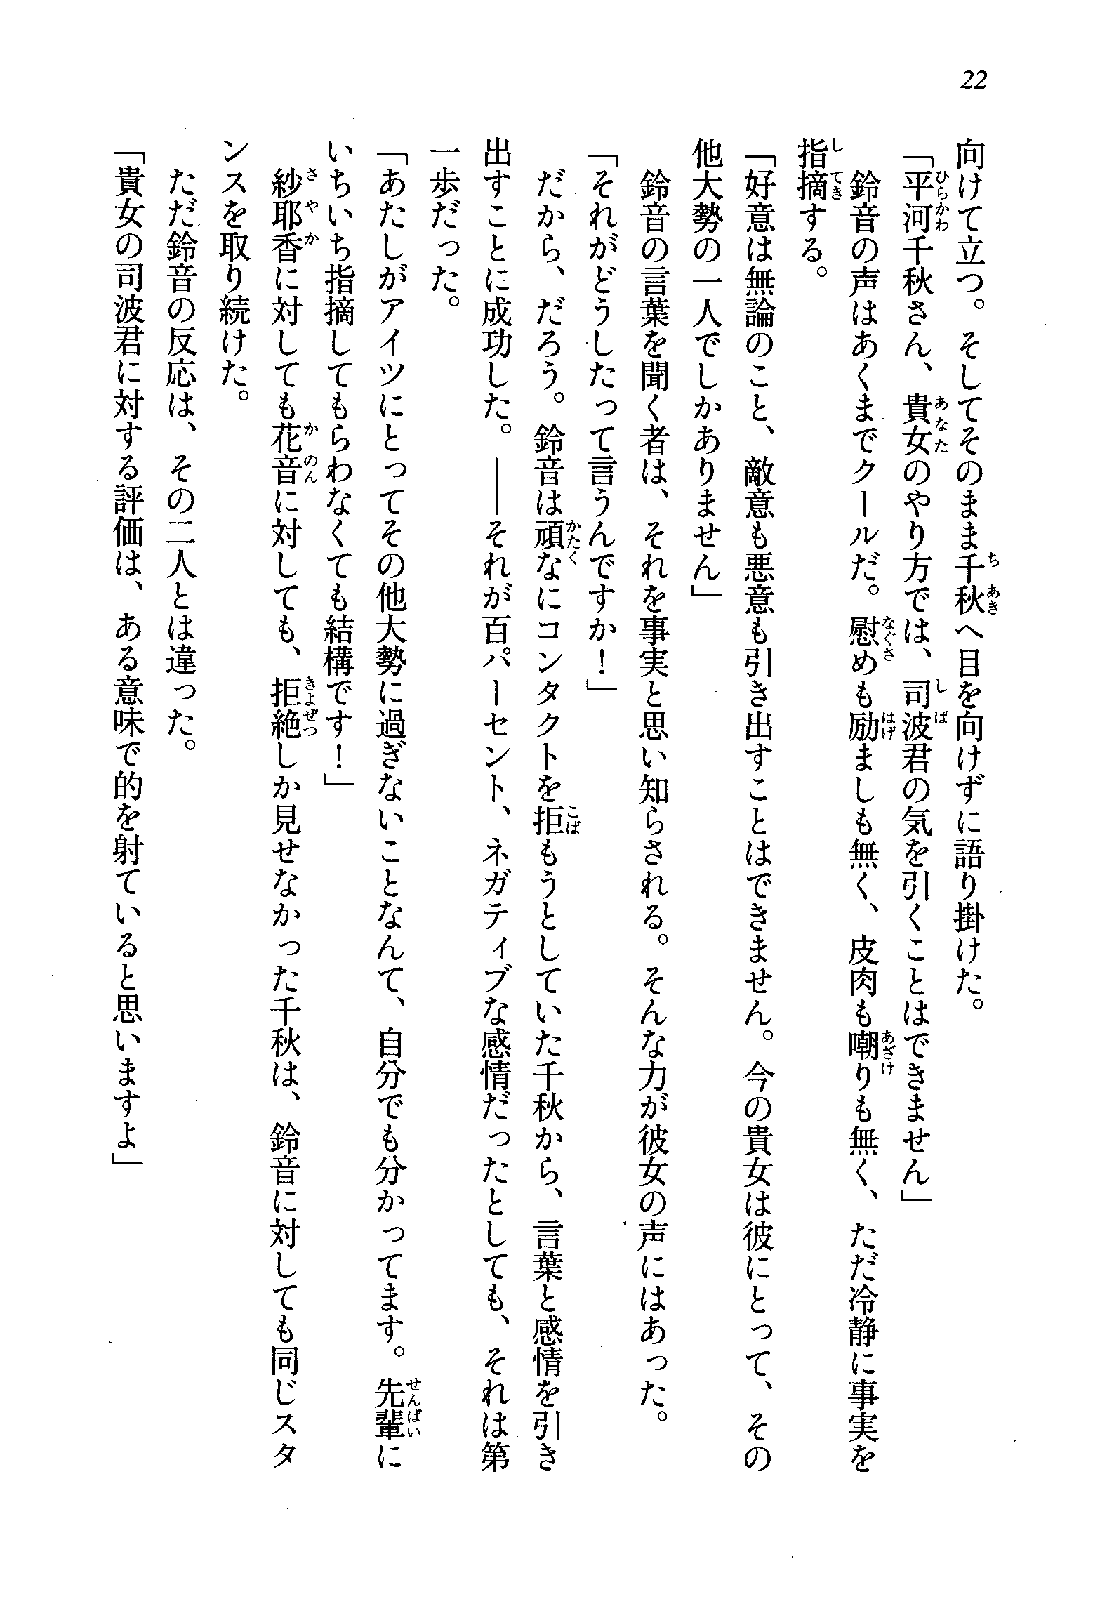 22
向けて立つ。そしてそのまま千秋へ目を向けずに語り掛けた。
「平河千秋さん、貴女のやり方では、司波君の気を引くことはできません」
鈴音の声はあくまでクールだ。慰めも励ましも無く、皮肉も嘲りも無く、ただ冷静に事実を
指摘する。
「好意は無論のこと、敵意も悪意も引き出すことはできません。今の貴女は彼にとって、その
他大勢の一人でしかありません」
鈴音の言葉を聞く者は、それを事実と思い知らされる。そんな力が彼女の声にはあった。
「それがどうしたって言うんですか！」
だから、だろう。鈴音は頑なにコンタクトを拒もうとしていた千秋から、言葉と感情を引き
出すことに成功した。――それが百パーセント、ネガティブな感情だったとしても、それは第
一歩だった。
「あたしがアイツにとってその他大勢に過ぎないことなんて、自分でも分かってます。先輩に
いちいち指摘してもらわなくても結構です！」
紗耶香に対しても花音に対しても、拒絶しか見せなかった千秋は、鈴音に対しても同じスタ
ンスを取り続けた。
ただ鈴音の反応は、その二人とは違った。
「貴女の司波君に対する評価は、ある意味で的を射ていると思いますよ」